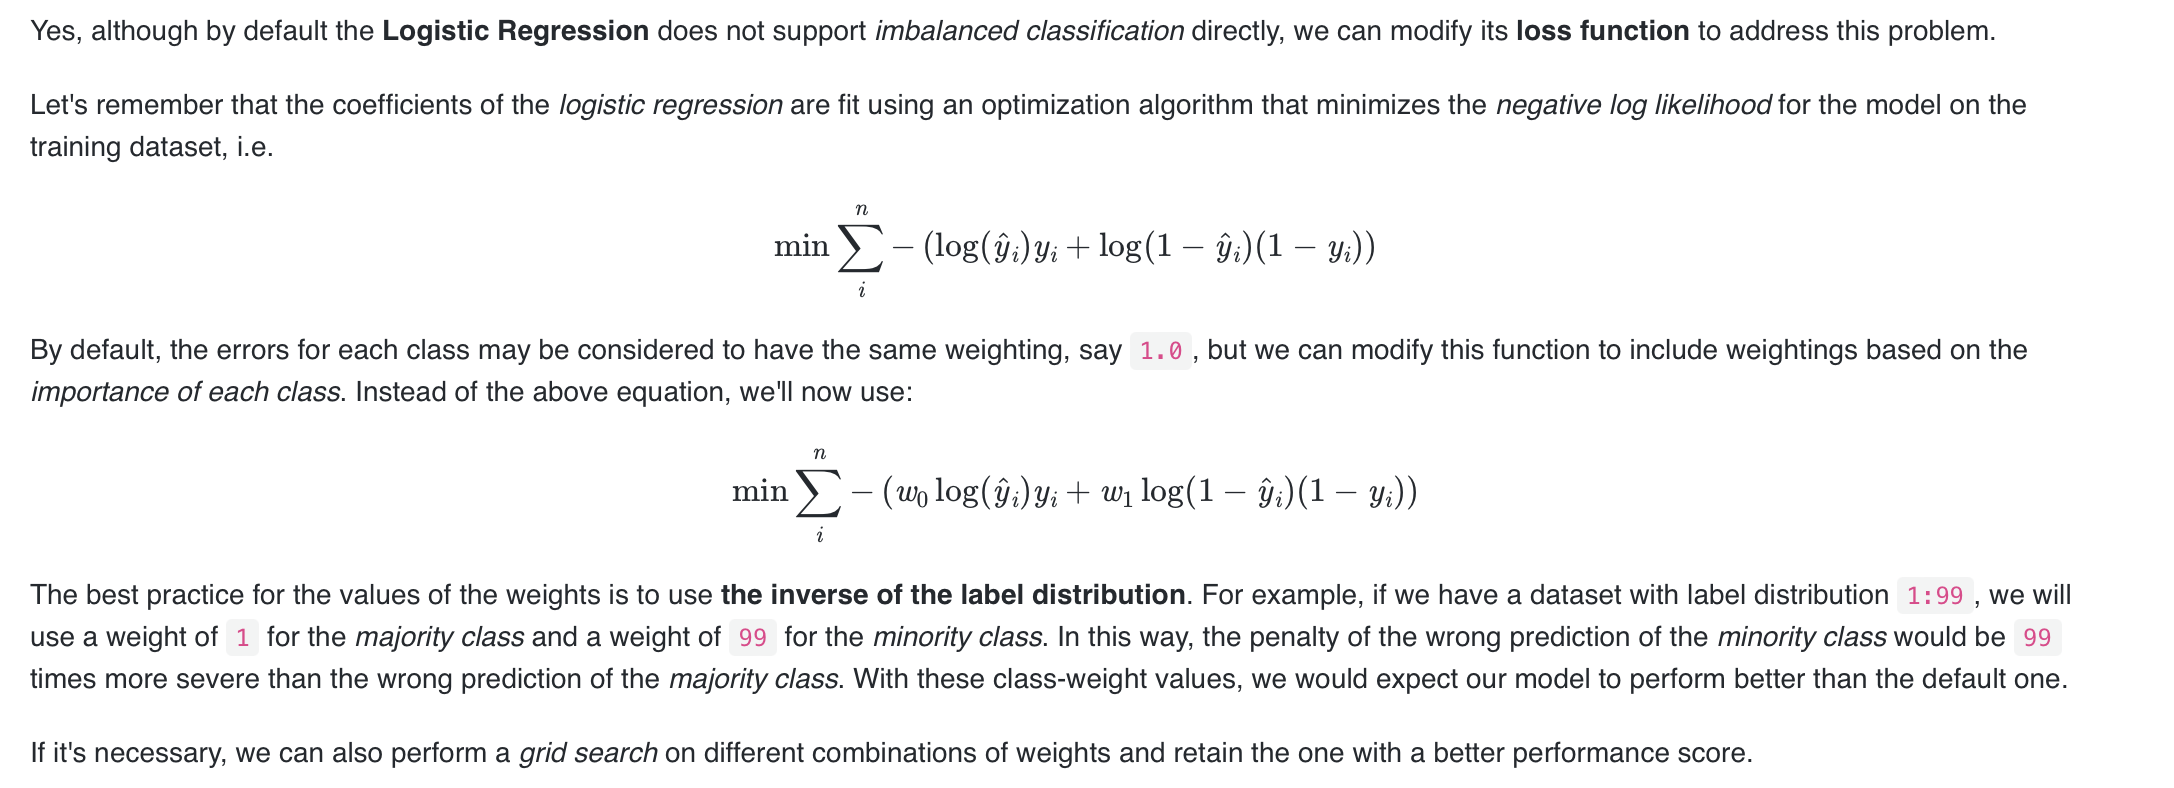 Yes, although by default the Logistic Regression does not support imbalanced classification directly, we can modify its loss function to address this problem.
Let's remember that the coefficients of the logistic regression are fit using an optimization algorithm that minimizes the negative log likelihood for the model on the
training dataset, i.e.
min ∑_i^n − (log(ŷ_i)y_i + log(1 − ŷ_i)(1 − y_i))
By default, the errors for each class may be considered to have the same weighting, say 1.0 , but we can modify this function to include weightings based on the
importance of each class. Instead of the above equation, we'll now use:
min ∑_i^n − (w_0 log(ŷ_i)y_i + w_1 log(1 − ŷ_i)(1 − y_i))
The best practice for the values of the weights is to use the inverse of the label distribution. For example, if we have a dataset with label distribution 1:99 , we will
use a weight of 1 for the majority class and a weight of 99 for the minority class. In this way, the penalty of the wrong prediction of the minority class would be 99
times more severe than the wrong prediction of the majority class. With these class-weight values, we would expect our model to perform better than the default one.
If it's necessary, we can also perform a grid search on different combinations of weights and retain the one with a better performance score.